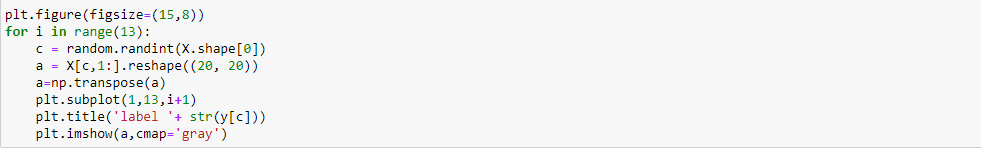 plt.figure(figsize=(15,8))
for i in range(13):
    c = random.randint(X.shape[0])
    a = X[c,1:].reshape((20, 20))
    a=np.transpose(a)
    plt.subplot(1,13,i+1)
    plt.title('label '+ str(y[c]))
    plt.imshow(a,cmap='gray')